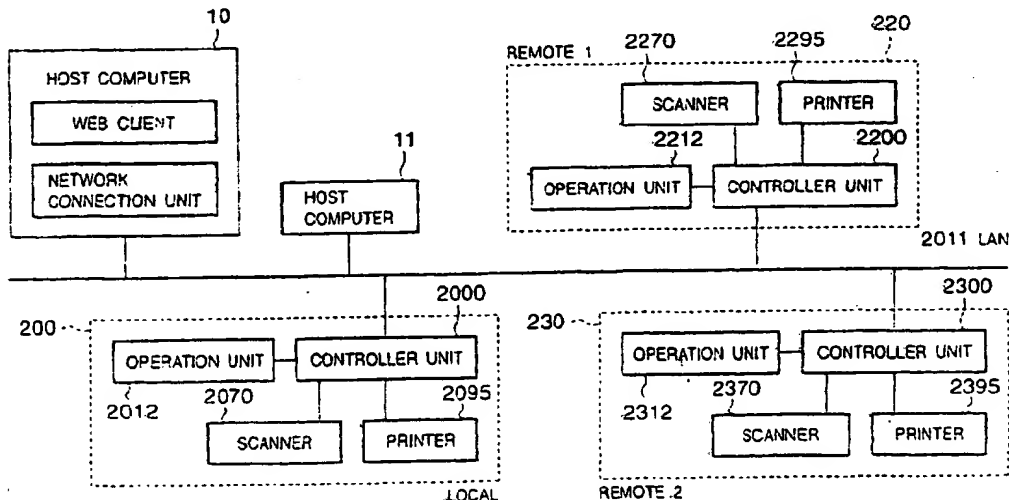 10
HOST COMPUTER
WEB CLIENT
NETWORK
CONNECTION UNIT
11
HOST
COMPUTER
REMOTE 1
220
2270
2295
SCANNER
PRINTER
2212
2200
OPERATION UNIT
CONTROLLER UNIT
2011 LAN
200
2000
OPERATION UNIT
CONTROLLER UNIT
2012
2070
2095
SCANNER
PRINTER
LOCAL
230
2300
OPERATION UNIT
CONTROLLER UNIT
2312
2370
2395
SCANNER
PRINTER
REMOTE 2